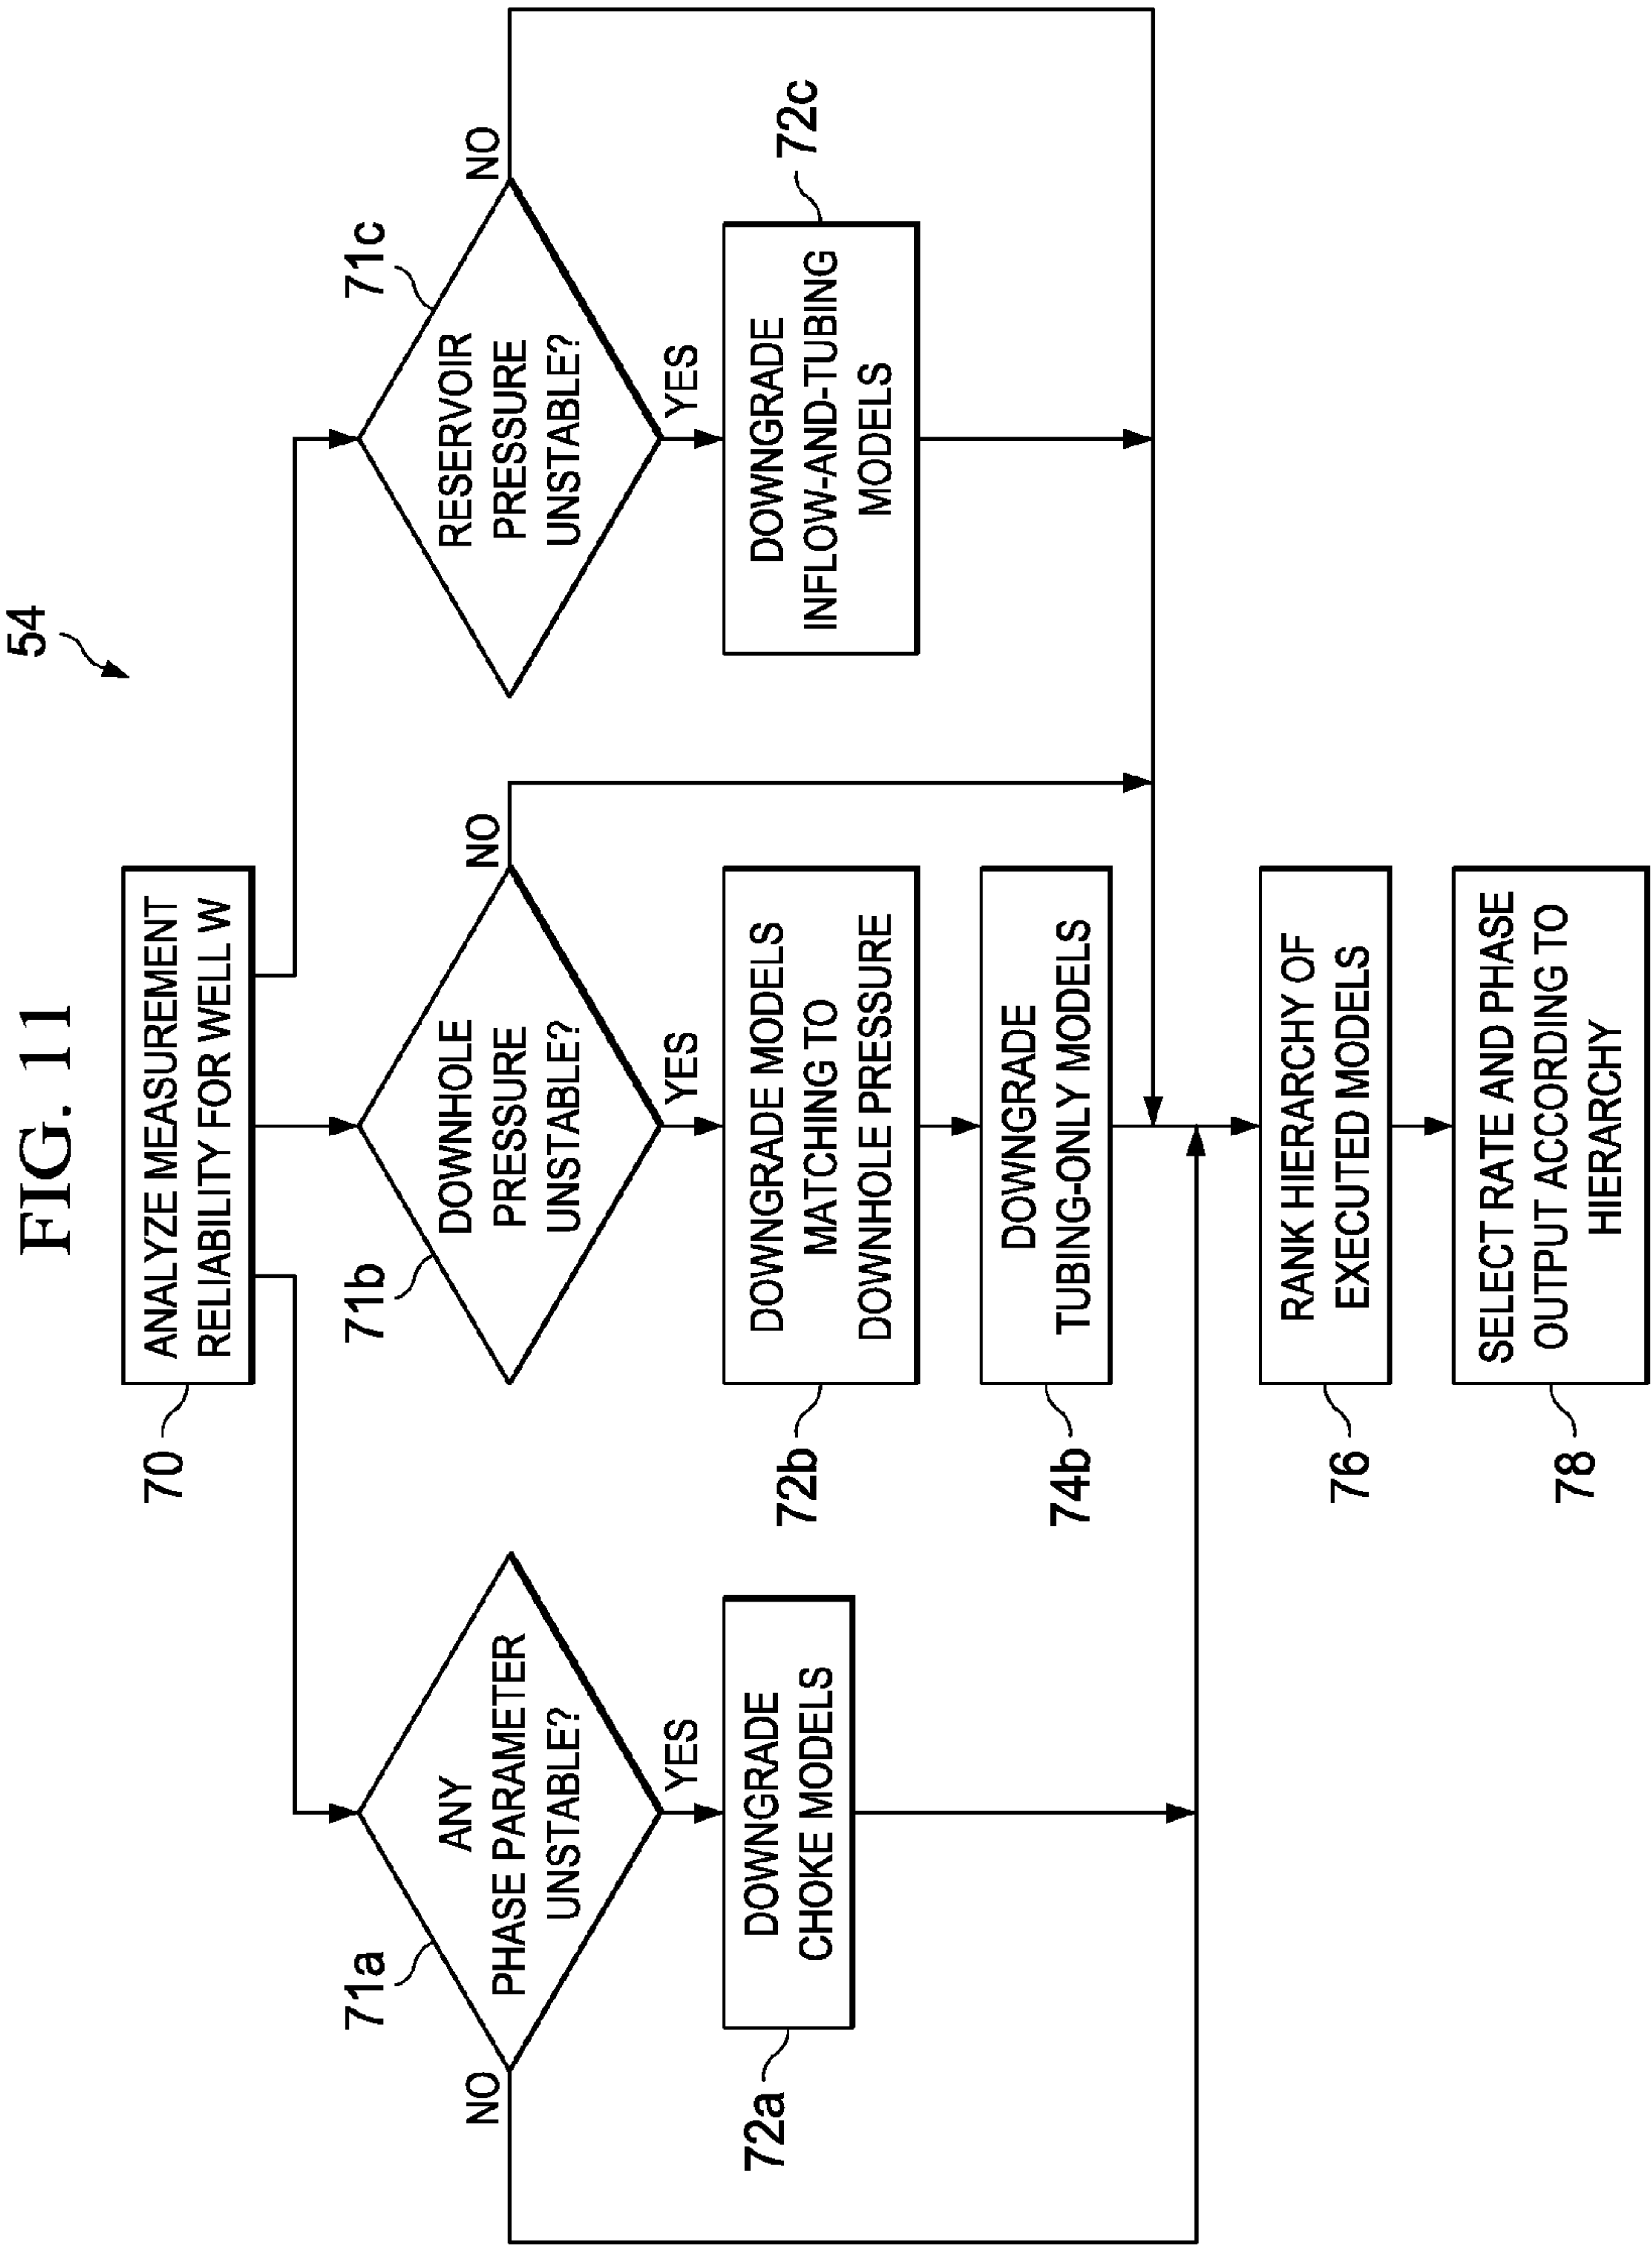 FIG. 11
54
70
ANALYZE MEASUREMENT
RELIABILITY FOR WELL W
71a
ANY
PHASE PARAMETER
UNSTABLE?
NO
YES
71b
DOWNHOLE
PRESSURE
UNSTABLE?
NO
YES
71c
RESERVOIR
PRESSURE
UNSTABLE?
NO
YES
72a
DOWNGRADE
CHOKE MODELS
72b
DOWNGRADE MODELS
MATCHING TO
DOWNHOLE PRESSURE
72c
DOWNGRADE
INFLOW-AND-TUBING
MODELS
74b
DOWNGRADE
TUBING-ONLY MODELS
76
RANK HIERARCHY OF
EXECUTED MODELS
78
SELECT RATE AND PHASE
OUTPUT ACCORDING TO
HIERARCHY